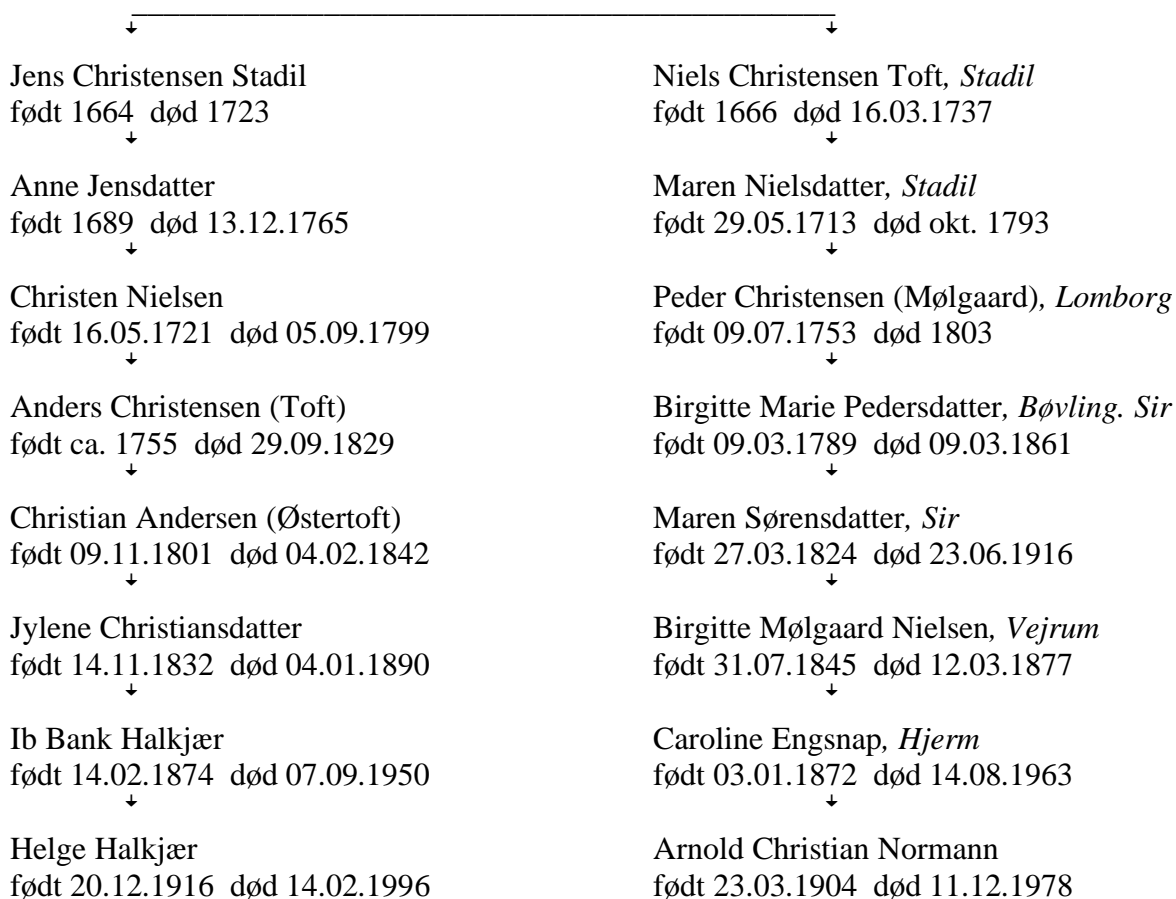 Jens Christensen Stadil
født 1664 død 1723
Anne Jensdatter
født 1689 død 13.12.1765
Christen Nielsen
født 16.05.1721 død 05.09.1799
Anders Christensen (Toft)
født ca. 1755 død 29.09.1829
Christian Andersen (Østertoft)
født 09.11.1801 død 04.02.1842
Jylene Christiansdatter
født 14.11.1832 død 04.01.1890
Ib Bank Halkjær
født 14.02.1874 død 07.09.1950
Helge Halkjær
født 20.12.1916 død 14.02.1996
Niels Christensen Toft, Stadil
født 1666 død 16.03.1737
Maren Nielsdatter, Stadil
født 29.05.1713 død okt. 1793
Peder Christensen (Mølgaard), Lomborg
født 09.07.1753 død 1803
Birgitte Marie Pedersdatter, Bøvling. Sir
født 09.03.1789 død 09.03.1861
Maren Sørensdatter, Sir
født 27.03.1824 død 23.06.1916
Birgitte Mølgaard Nielsen, Vejrum
født 31.07.1845 død 12.03.1877
Caroline Engsnap, Hjerm
født 03.01.1872 død 14.08.1963
Arnold Christian Normann
født 23.03.1904 død 11.12.1978